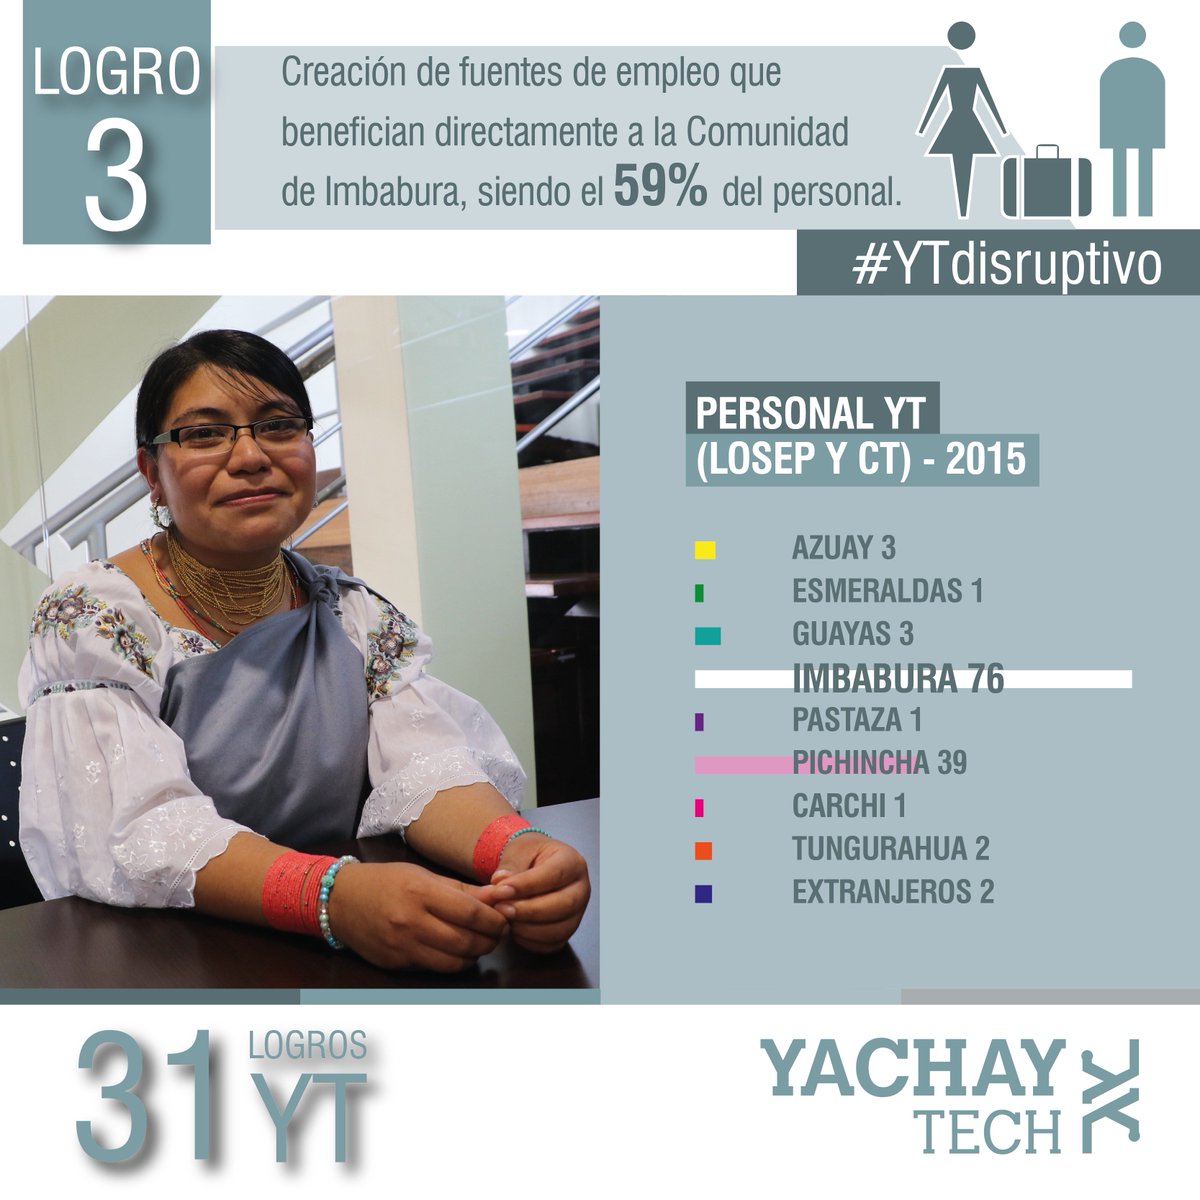 LOGRO
3
Creación de fuentes de empleo que
benefician directamente a la Comunidad
de Imbabura, siendo el 59% del personal.
#YTdisruptivo
PERSONAL YT
(LOSEP Y CT) - 2015
AZUAY 3
ESMERALDAS 1
GUAYAS 3
IMBABURA 76
PASTAZA 1
PICHINCHA 39
CARCHI 1
TUNGURAHUA 2
EXTRANJEROS 2
31 LOGROS
YT
YACHAY
TECH